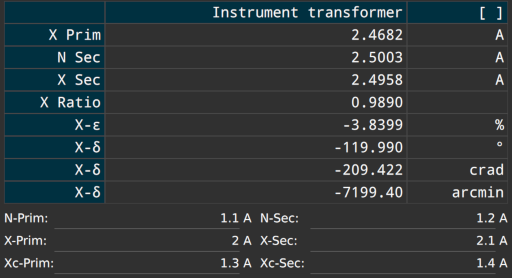 Instrument transformer [ ]
X Prim 2.4682 A
N Sec 2.5003 A
X Sec 2.4958 A
X Ratio 0.9890
X-ε -3.8399 %
X-δ -119.990 °
X-δ -209.422 crad
X-δ -7199.40 arcmin
N-Prim: 1.1 A N-Sec: 1.2 A
X-Prim: 2 A X-Sec: 2.1 A
Xc-Prim: 1.3 A Xc-Sec: 1.4 A